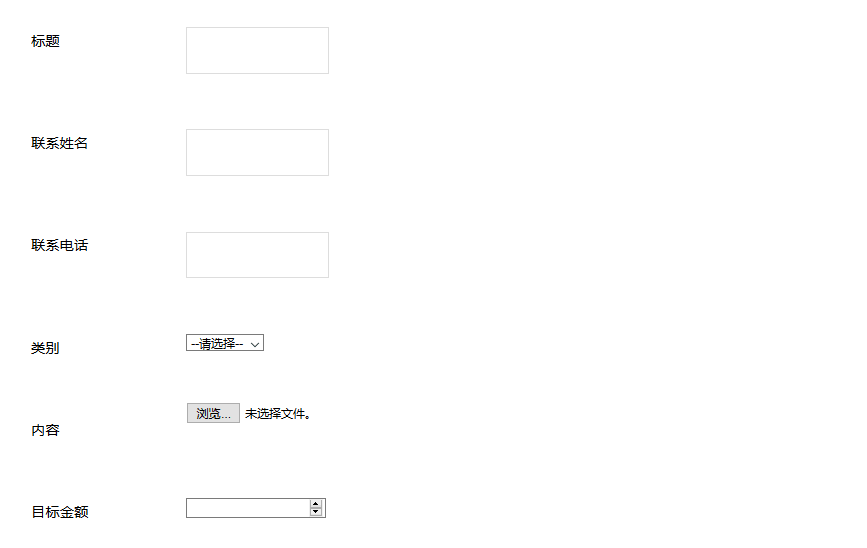 标题
联系姓名
联系电话
类别
--请选择--
浏览... 未选择文件。
内容
目标金额